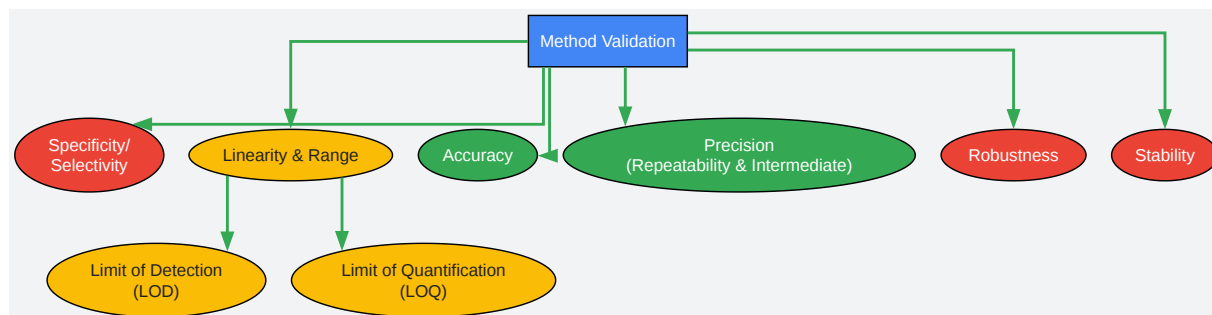 Method Validation
Specificity/
Selectivity
Linearity & Range
Accuracy
Precision
(Repeatability & Intermediate)
Robustness
Stability
Limit of Detection
(LOD)
Limit of Quantification
(LOQ)